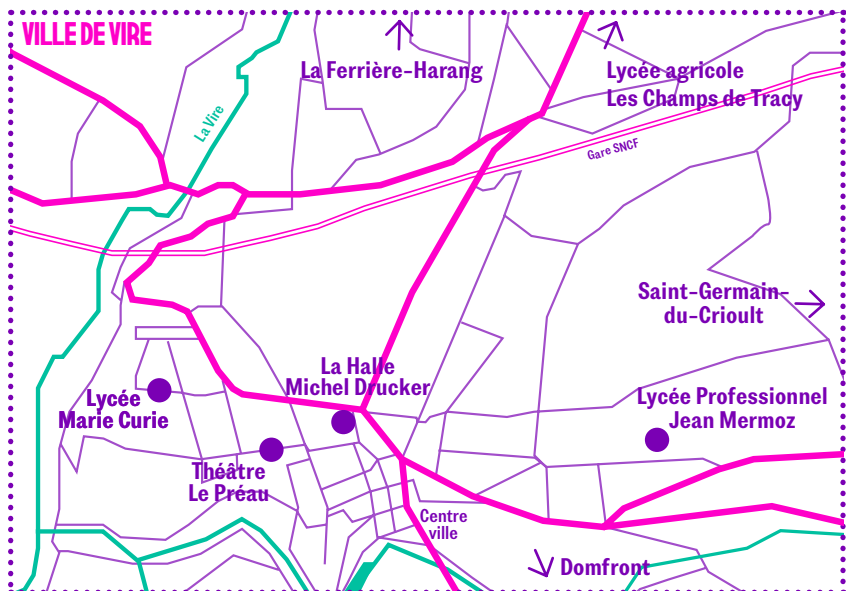 VILLE DE VIRE
La Ferrière-Harang
Lycée agricole
Les Champs de Tracy
La Vire
Gare SNCF
Saint-Germain-
du-Crioult
La Halle
Michel Drucker
Lycée
Marie Curie
Lycée Professionnel
Jean Mermoz
Théâtre
Le Préau
Centre
ville
Domfront